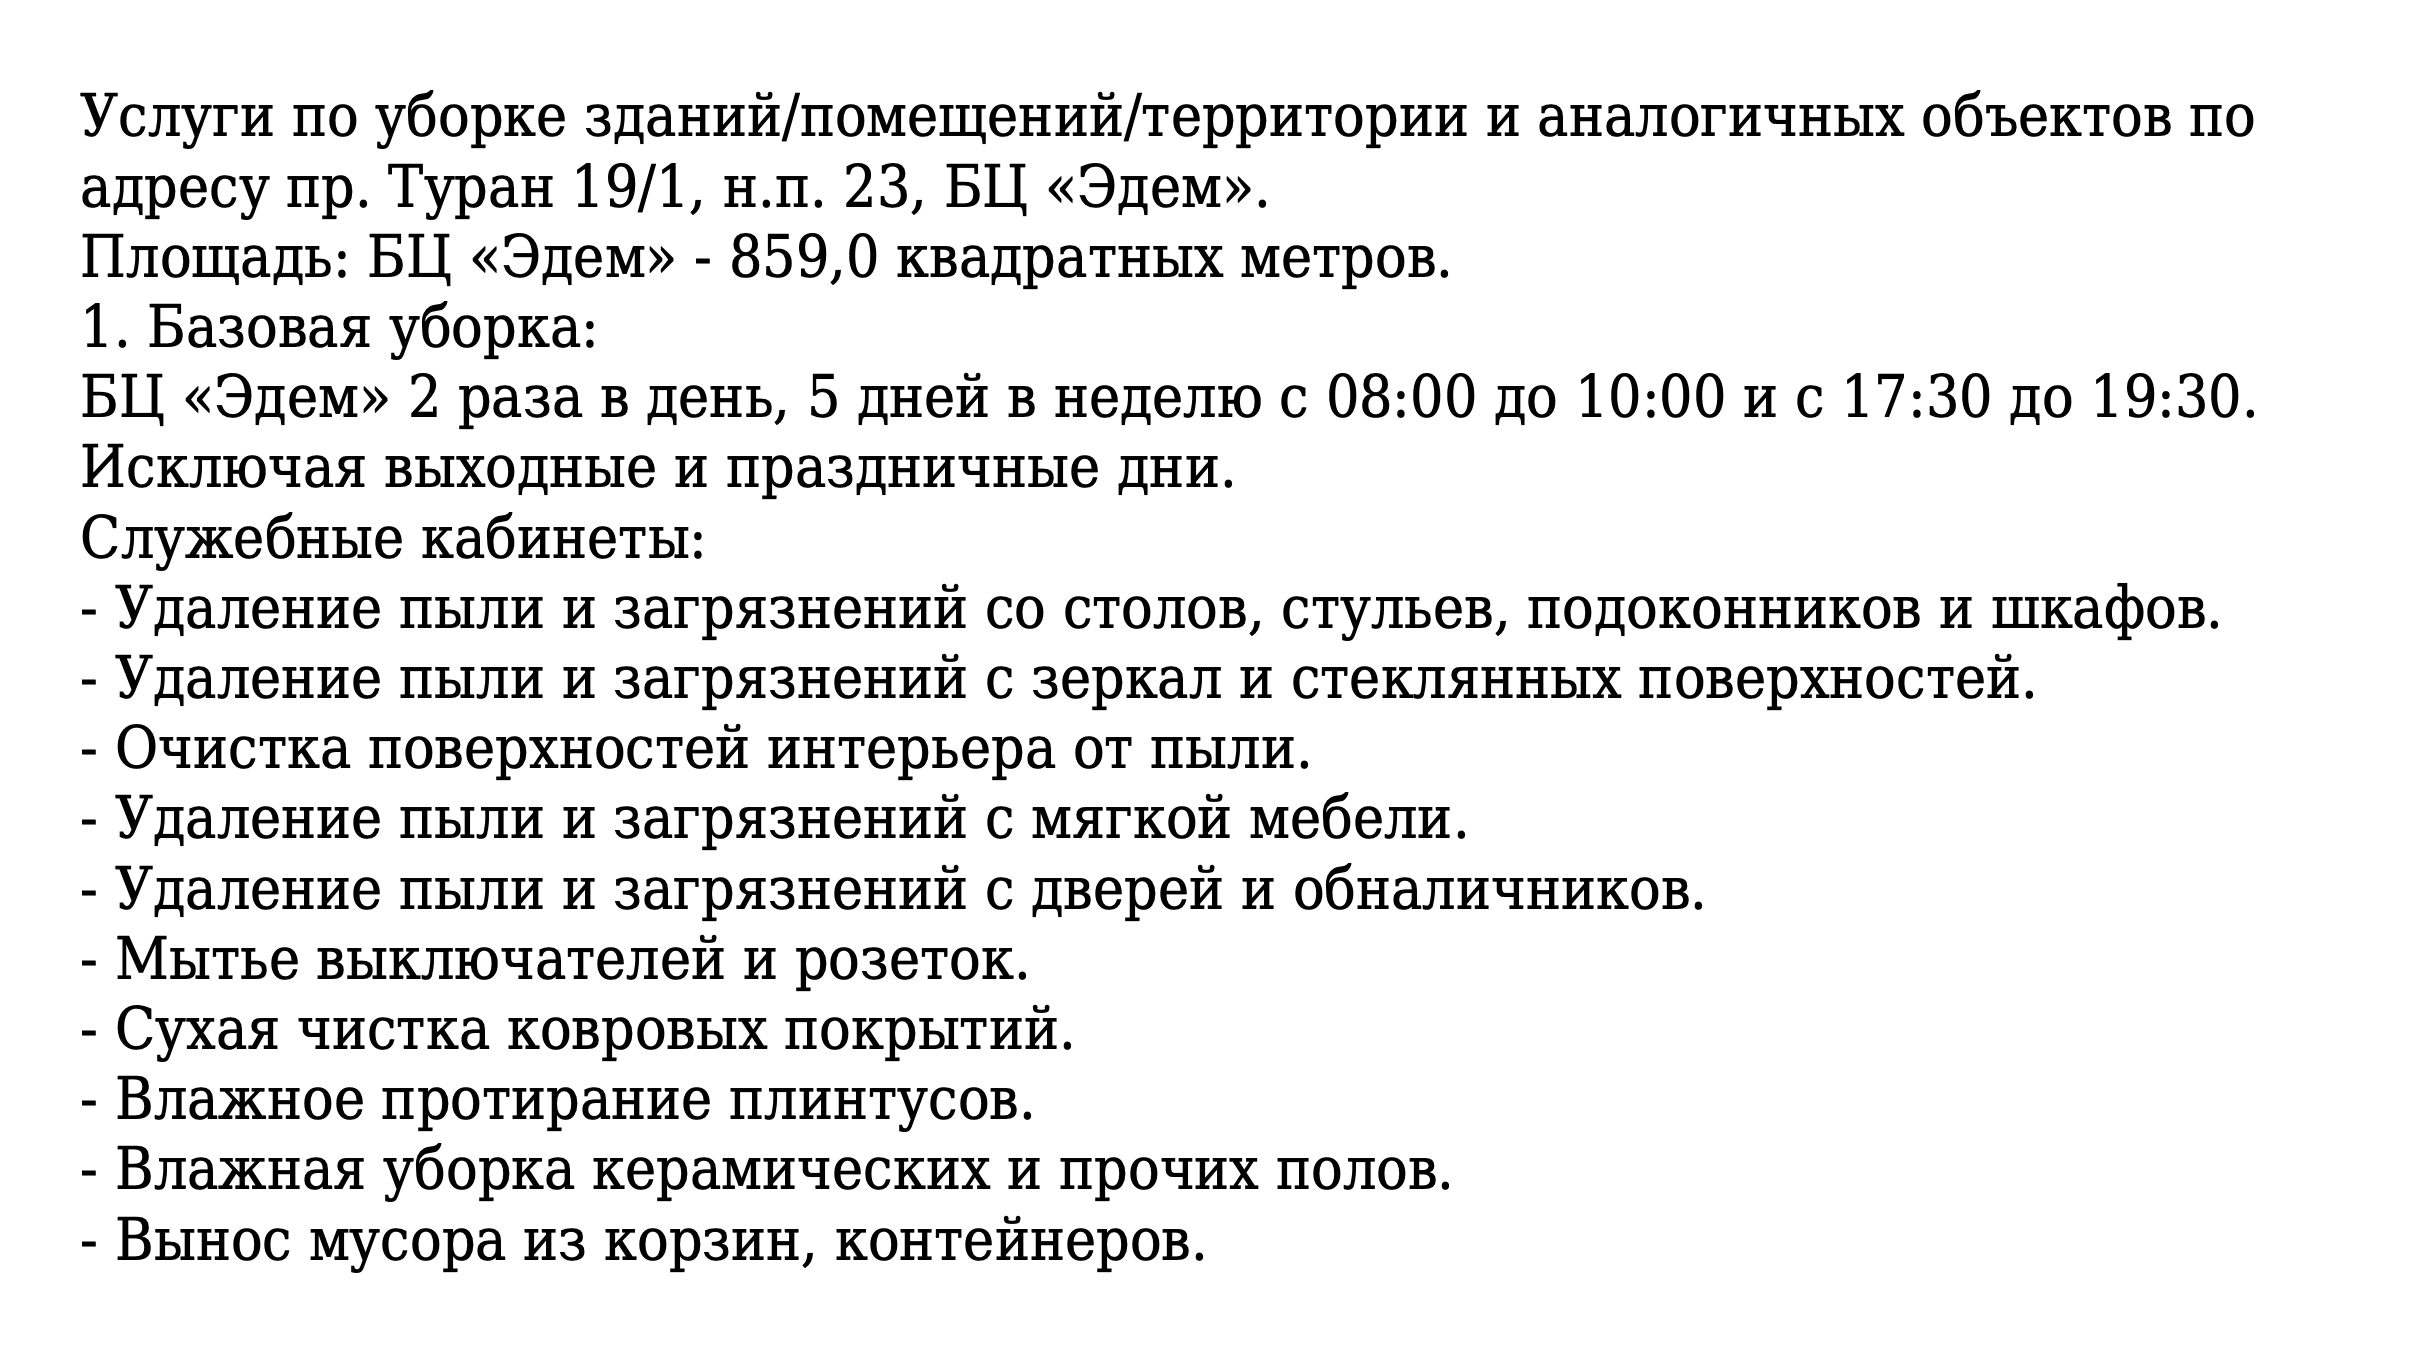 Услуги по уборке зданий/помещений/территории и аналогичных объектов по
адресу пр. Туран 19/1, н.п. 23, БЦ «Эдем».
Площадь: БЦ «Эдем» - 859,0 квадратных метров.
1. Базовая уборка:
БЦ «Эдем» 2 раза в день, 5 дней в неделю с 08:00 до 10:00 и с 17:30 до 19:30.
Исключая выходные и праздничные дни.
Служебные кабинеты:
- Удаление пыли и загрязнений со столов, стульев, подоконников и шкафов.
- Удаление пыли и загрязнений с зеркал и стеклянных поверхностей.
- Очистка поверхностей интерьера от пыли.
- Удаление пыли и загрязнений с мягкой мебели.
- Удаление пыли и загрязнений с дверей и обналичников.
- Мытье выключателей и розеток.
- Сухая чистка ковровых покрытий.
- Влажное протирание плинтусов.
- Влажная уборка керамических и прочих полов.
- Вынос мусора из корзин, контейнеров.